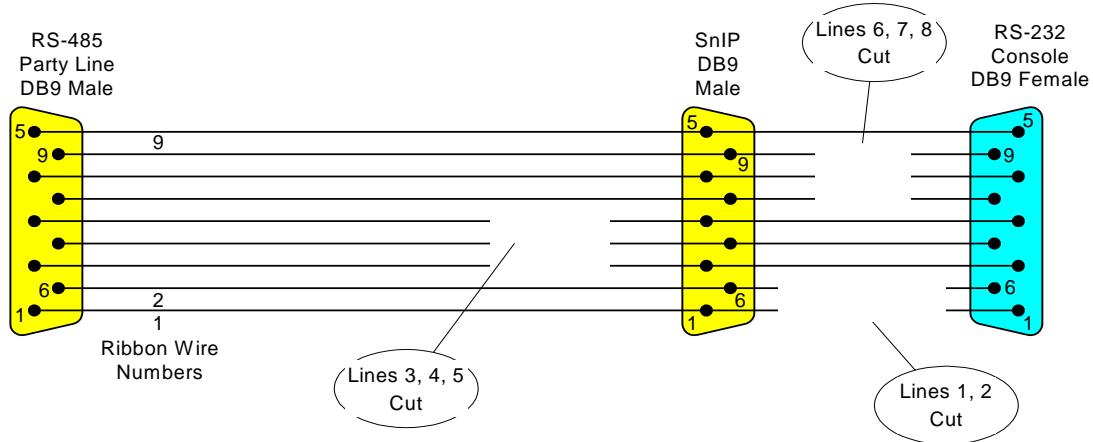 RS-485
Party Line
DB9 Male
SnIP
DB9
Male
Lines 6, 7, 8
Cut
RS-232
Console
DB9 Female
5
9
6
1
9
2
1
Ribbon Wire
Numbers
5
9
6
1
5
9
6
1
Lines 3, 4, 5
Cut
Lines 1, 2
Cut